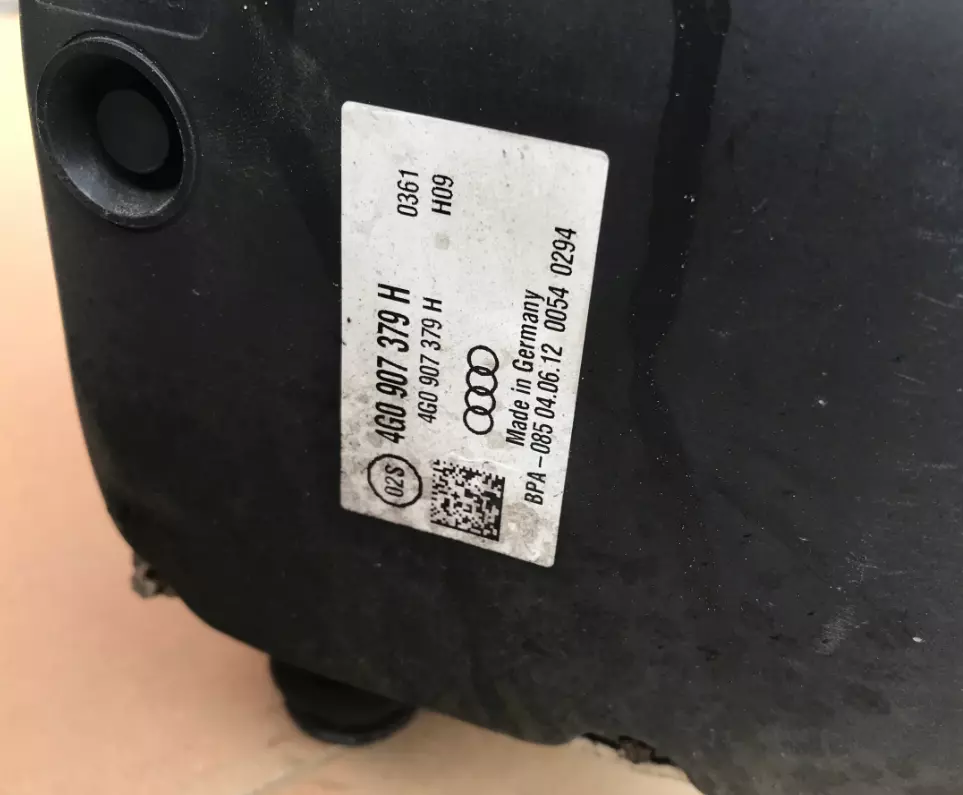 02S 4G0 907 379 H 0361
4G0 907 379 H H09
Made in Germany
BPA-085 04.06.12 0054 0294